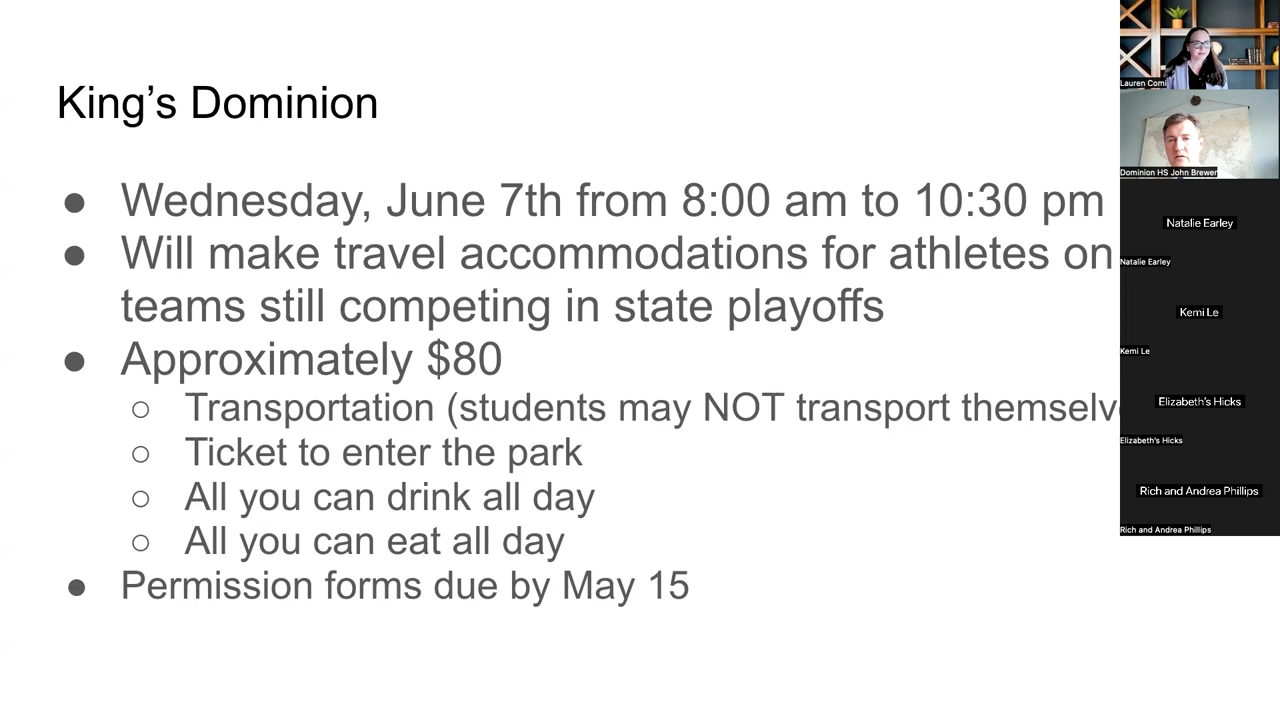 King's Dominion
● Wednesday, June 7th from 8:00 am to 10:30 pm
● Will make travel accommodations for athletes on
teams still competing in state playoffs
● Approximately $80
○ Transportation (students may NOT transport
○ Ticket to enter the park
○ All you can drink all day
○ All you can eat all day
● Permission forms due by May 15
Lauren
Dominion HS John Brewer
Natalie Earley
Natalie Earley
Kemi Le
Kemi Le
Elizabeth's Hicks
Elizabeth's Hicks
Rich and Andrea Phillips
Rich and Andrea Phillips